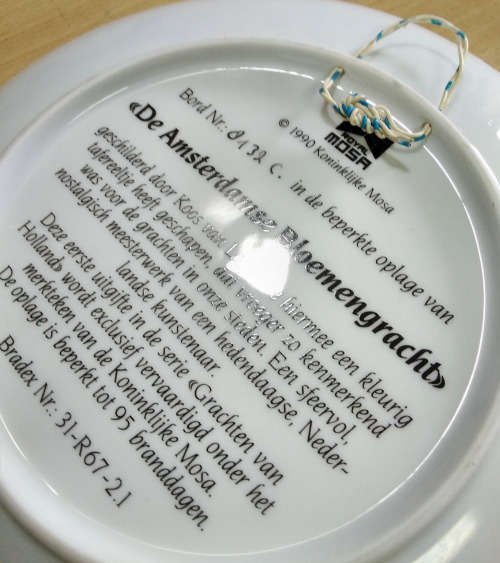 ROYAL
MOSA
© 1990 Koninklijke Mosa
Bord Nr.: 8132 C. in de beperkte oplage van
«De Amsterdamse Bloemengracht»
geschilderd door Koos van hiermee een kleurig
tafereeltje heeft geschapen, dat vroeger zo kenmerkend
was voor de grachten in onze steden. Een sfeervol,
nostalgisch meesterwerk van een hedendaagse, Neder-
landse kunstenaar.
Deze eerste uitgifte in de serie «Grachten van
Holland» wordt exclusief vervaardigd onder het
merkteken van de Koninklijke Mosa.
De oplage is beperkt tot 95 branddagen.
Bradex Nr.: 31-R67-2.1